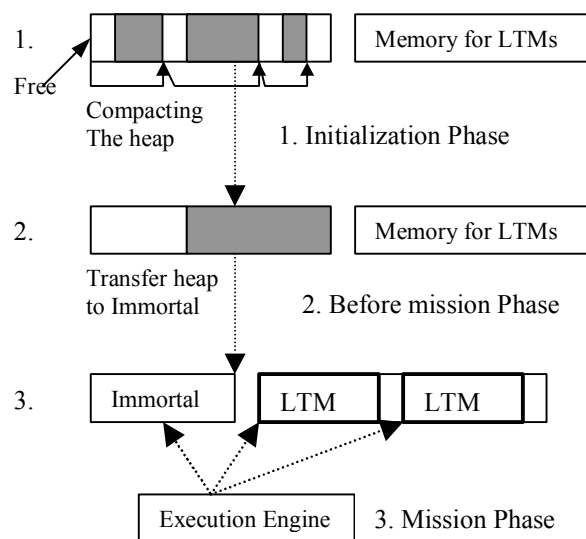 1.
Memory for LTMs
Free
Compacting
The heap
1. Initialization Phase
2.
Memory for LTMs
Transfer heap
to Immortal
2. Before mission Phase
3.
Immortal
LTM
LTM
Execution Engine
3. Mission Phase